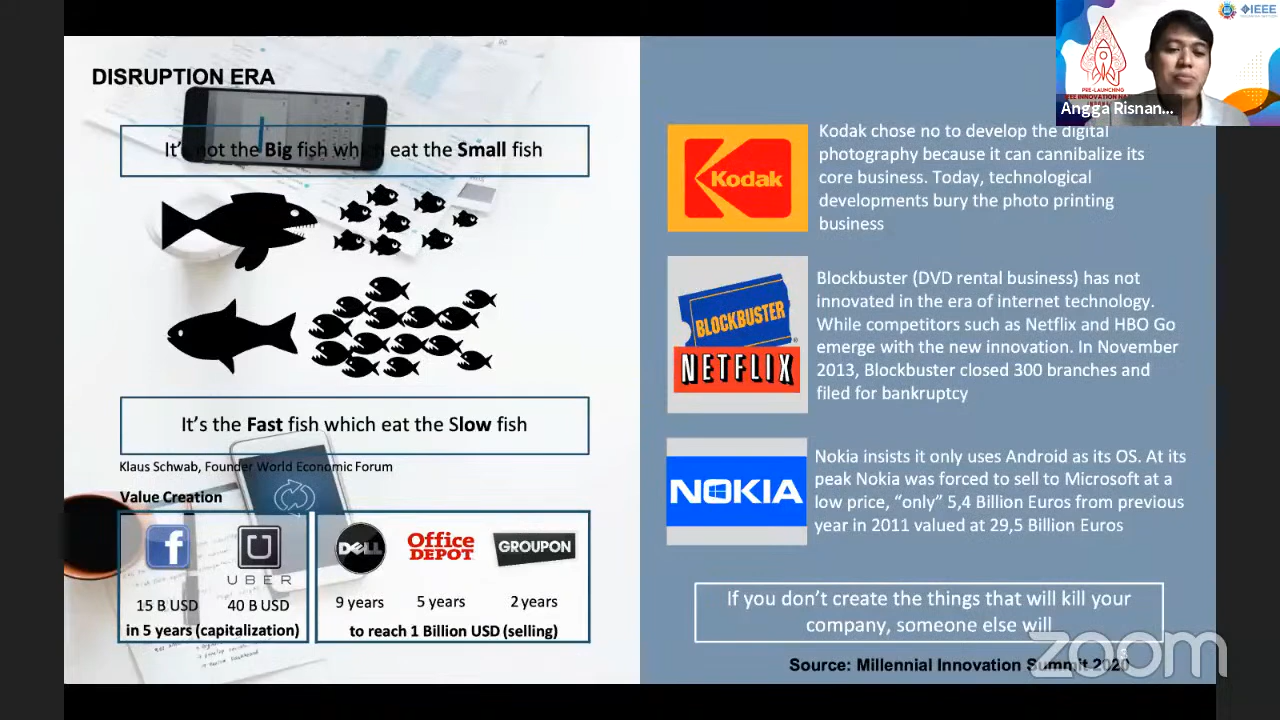 DISRUPTION ERA
It's not the Big fish which eat the Small fish
It's the Fast fish which eat the Slow fish
Klaus Schwab, Founder World Economic Forum
Value Creation
f
UBER
15 B USD
40 B USD
in 5 years (capitalization)
DELL
Office
DEPOT
GROUPON
9 years
5 years
2 years
to reach 1 Billion USD (selling)
Kodak
Kodak chose no to develop the digital
photography because it can cannibalize its
core business. Today, technological
developments bury the photo printing
business
BLOCKBUSTER
NETFLIX
Blockbuster (DVD rental business) has not
innovated in the era of internet technology.
While competitors such as Netflix and HBO Go
emerge with the new innovation. In November
2013, Blockbuster closed 300 branches and
filed for bankruptcy
NOKIA
Nokia insists it only uses Android as its OS. At its
peak Nokia was forced to sell to Microsoft at a
low price, "only" 5,4 Billion Euros from previous
year in 2011 valued at 29,5 Billion Euros
If you don't create the things that will kill your
company, someone else will
Source: Millennial Innovation Summit 2020
zoom
IEEE
PRE-LAUNCHING
Angga Risnan...